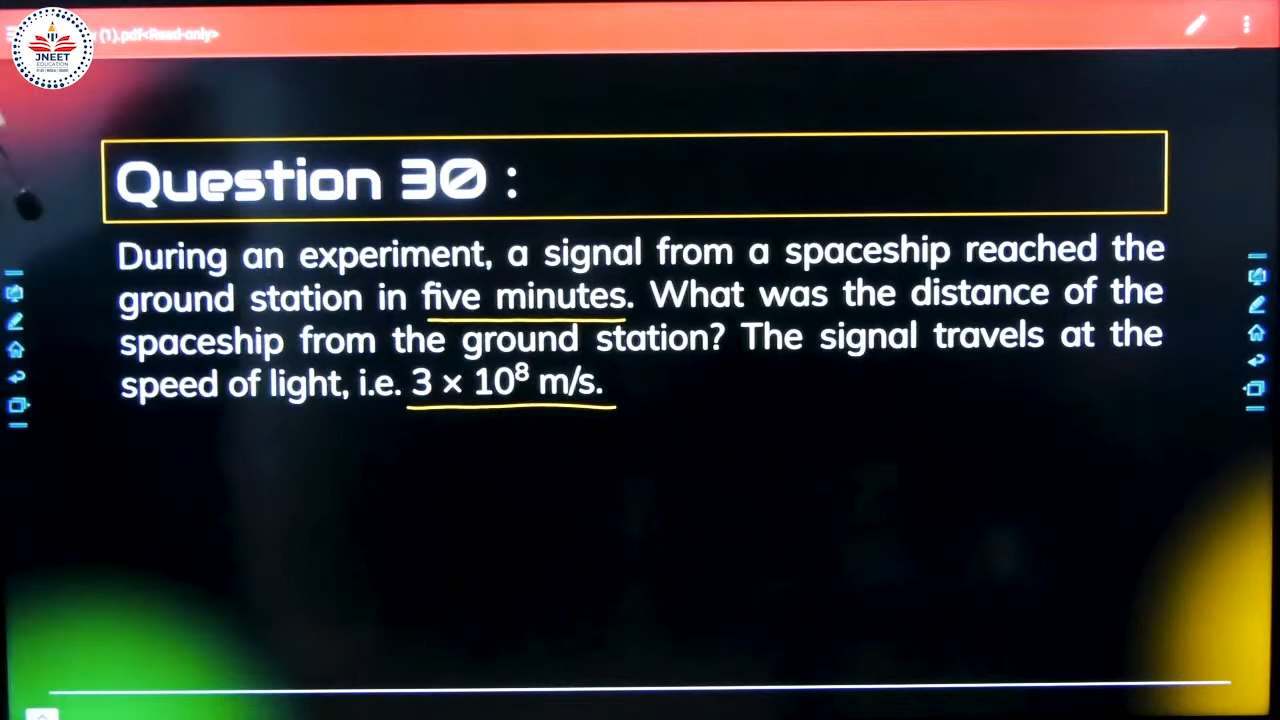 (1).pdf<Read-only>
JNEET
EDUCATION
Question 30 :
During an experiment, a signal from a spaceship reached the
ground station in five minutes. What was the distance of the
spaceship from the ground station? The signal travels at the
speed of light, i.e. 3 × 10⁸ m/s.